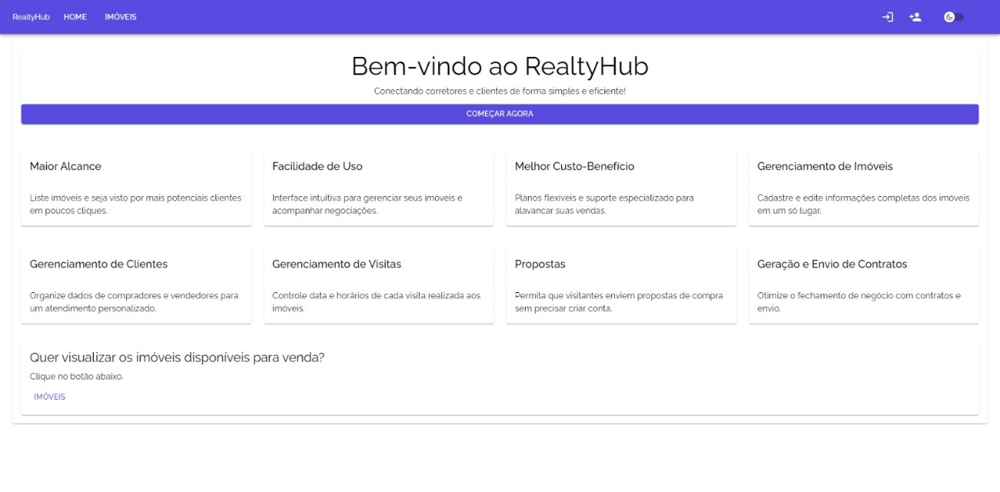 RealtyHub HOME IMÓVEIS
Bem-vindo ao RealtyHub
Conectando corretores e clientes de forma simples e eficiente!
COMEÇAR AGORA
Maior Alcance
Liste imóveis e seja visto por mais potenciais clientes
em poucos cliques.
Facilidade de Uso
Interface intuitiva para gerenciar seus imóveis e
acompanhar negociações.
Melhor Custo-Benefício
Planos flexíveis e suporte especializado para
alavancar suas vendas.
Gerenciamento de Imóveis
Cadastre e edite informações completas dos imóveis
em um só lugar.
Gerenciamento de Clientes
Organize dados de compradores e vendedores para
um atendimento personalizado.
Gerenciamento de Visitas
Controle data e horários de cada visita realizada aos
imóveis.
Propostas
Permita que visitantes enviem propostas de compra
sem precisar criar conta.
Geração e Envio de Contratos
Otimize o fechamento de negócio com contratos e
envio.
Quer visualizar os imóveis disponíveis para venda?
Clique no botão abaixo.
IMÓVEIS